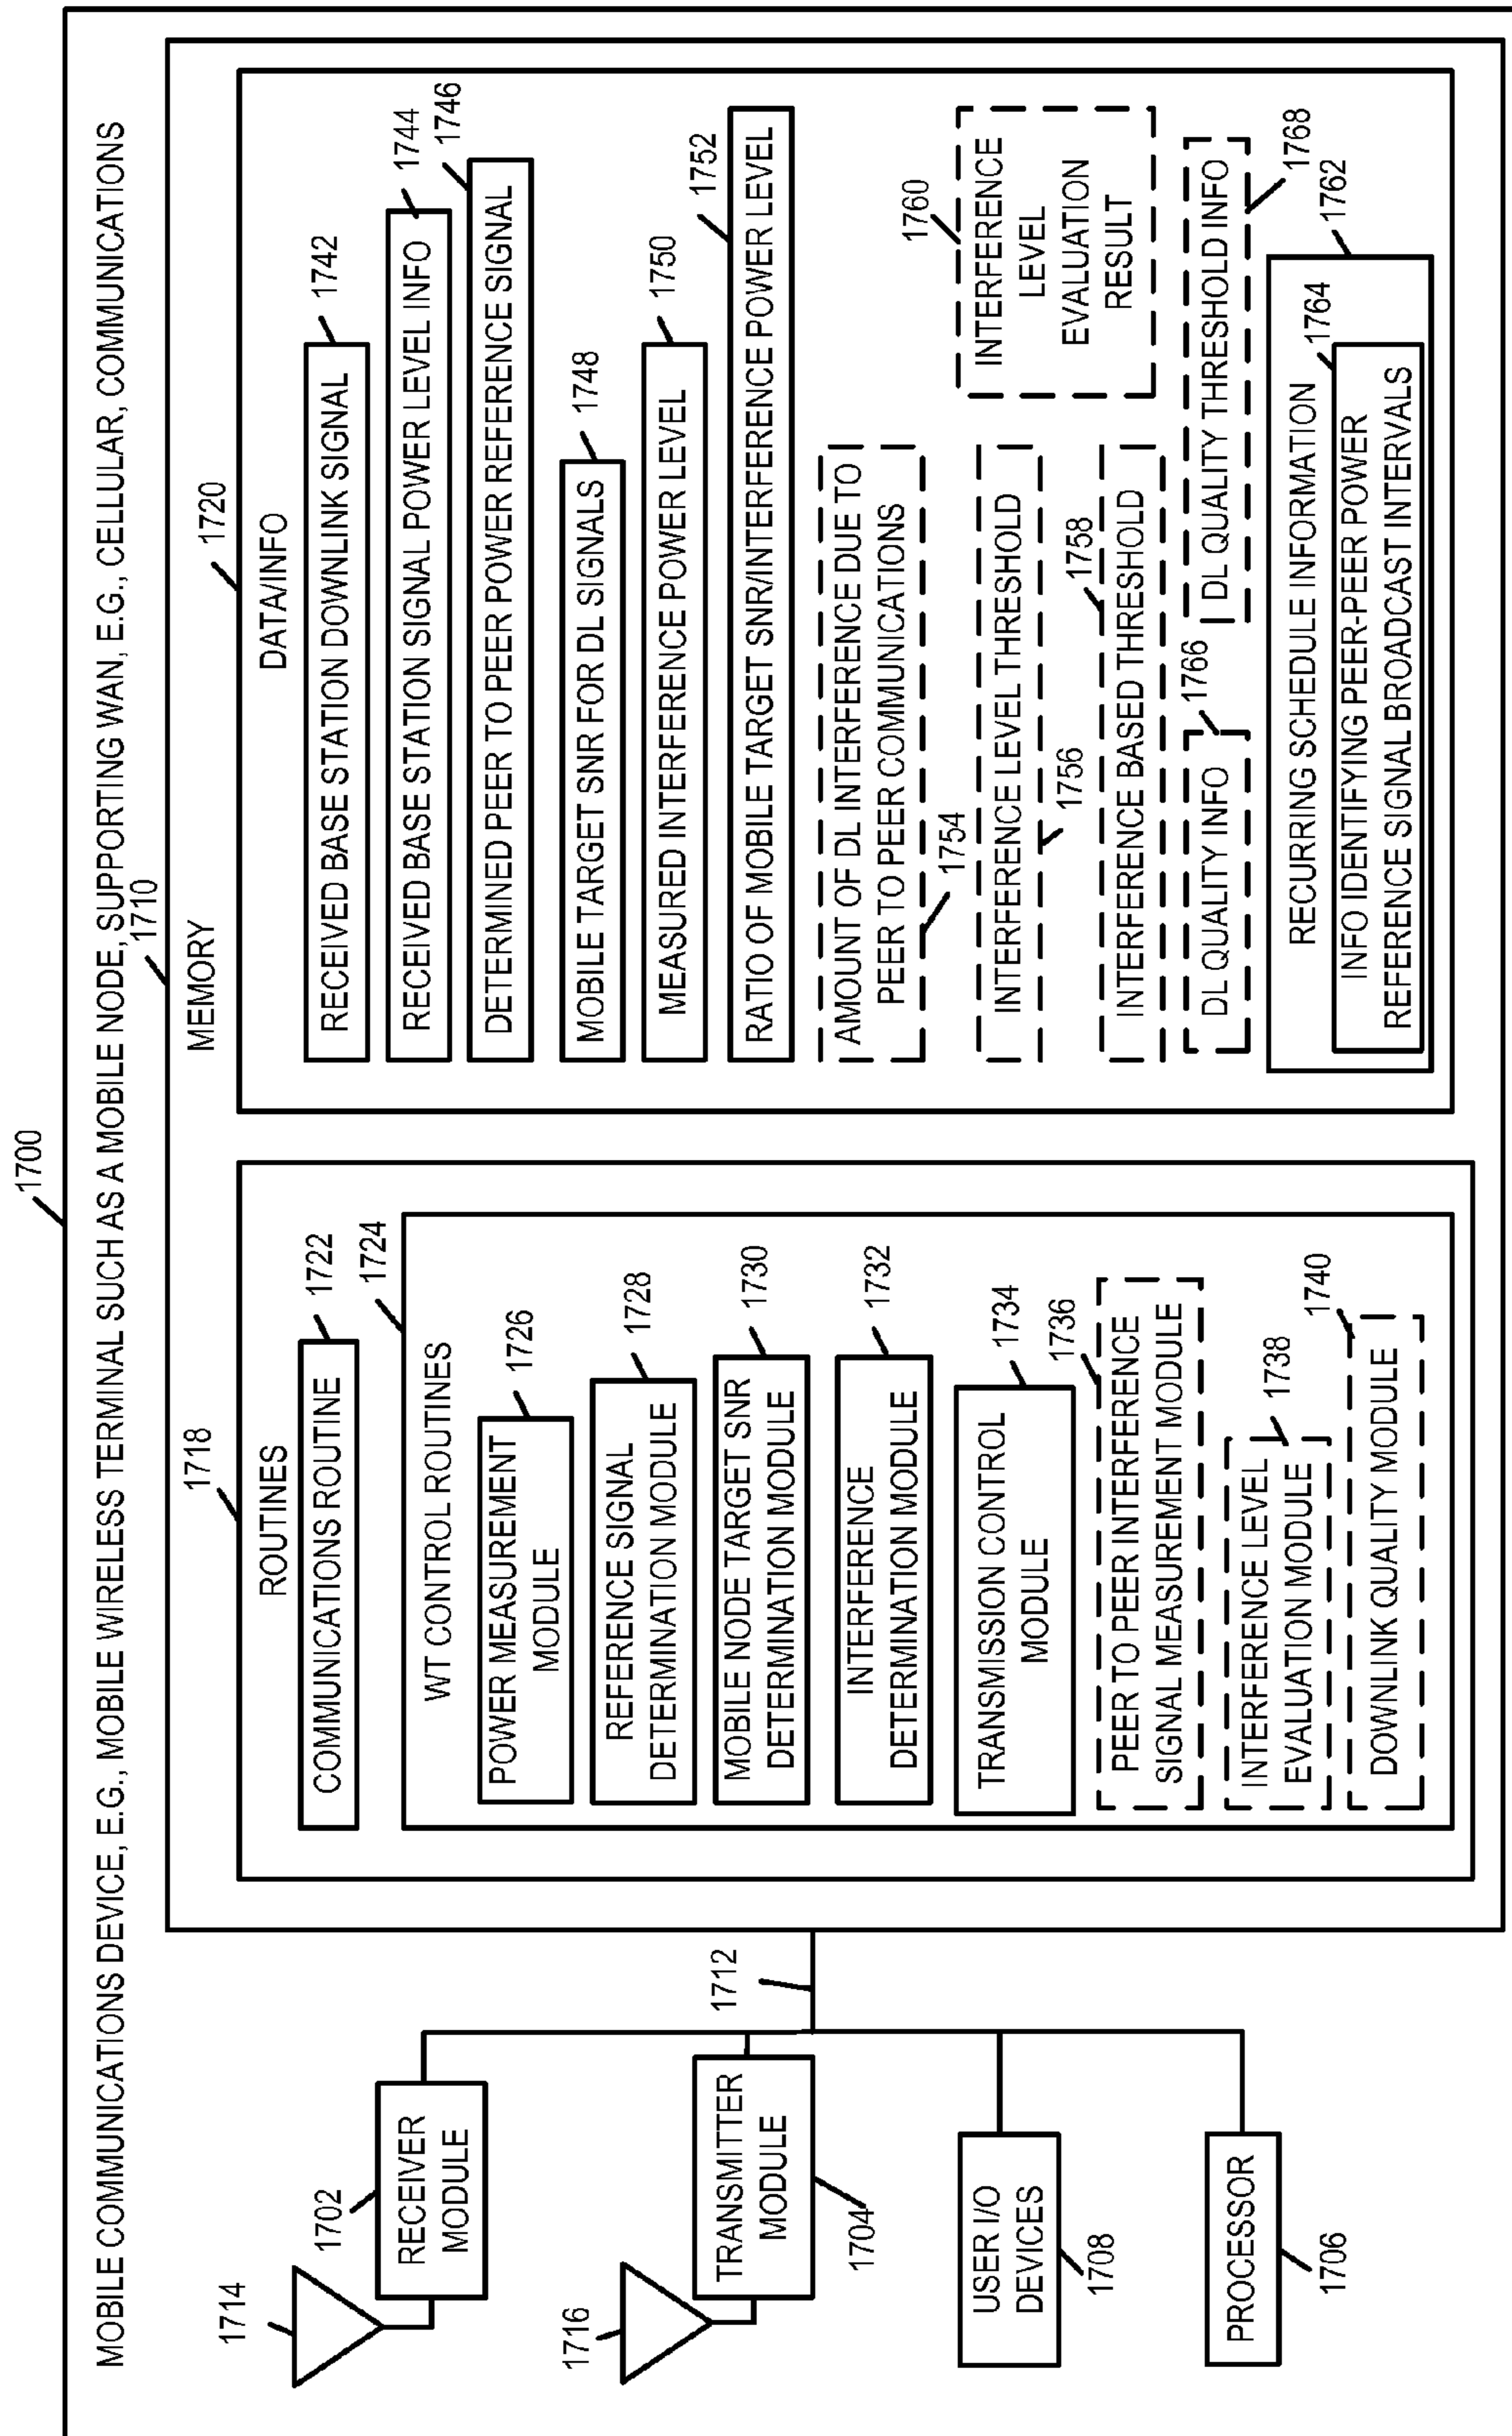 1700
MOBILE COMMUNICATIONS DEVICE, E.G., MOBILE WIRELESS TERMINAL SUCH AS A MOBILE NODE, SUPPORTING WAN, E.G., CELLULAR, COMMUNICATIONS
1714
1702
RECEIVER
MODULE
1716
TRANSMITTER
MODULE
1704
USER I/O
DEVICES
1708
PROCESSOR
1706
1712
1710
MEMORY
1718
ROUTINES
COMMUNICATIONS ROUTINE
1722
WT CONTROL ROUTINES
1724
POWER MEASUREMENT
MODULE
1726
REFERENCE SIGNAL
DETERMINATION MODULE
1728
MOBILE NODE TARGET SNR
DETERMINATION MODULE
1730
INTERFERENCE
DETERMINATION MODULE
1732
TRANSMISSION CONTROL
MODULE
1734
PEER TO PEER INTERFERENCE
SIGNAL MEASUREMENT MODULE
1736
INTERFERENCE LEVEL
EVALUATION MODULE
1738
DOWNLINK QUALITY MODULE
1740
1720
DATA/INFO
RECEIVED BASE STATION DOWNLINK SIGNAL
1742
RECEIVED BASE STATION SIGNAL POWER LEVEL INFO
1744
DETERMINED PEER TO PEER POWER REFERENCE SIGNAL
1746
MOBILE TARGET SNR FOR DL SIGNALS
1748
MEASURED INTERFERENCE POWER LEVEL
1750
RATIO OF MOBILE TARGET SNR/INTERFERENCE POWER LEVEL
1752
AMOUNT OF DL INTERFERENCE DUE TO
PEER TO PEER COMMUNICATIONS
1754
INTERFERENCE LEVEL THRESHOLD
1756
INTERFERENCE BASED THRESHOLD
1758
1760
INTERFERENCE
LEVEL
EVALUATION
RESULT
DL QUALITY INFO
1766
DL QUALITY THRESHOLD INFO
1768
RECURRING SCHEDULE INFORMATION
1762
1764
INFO IDENTIFYING PEER-PEER POWER
REFERENCE SIGNAL BROADCAST INTERVALS